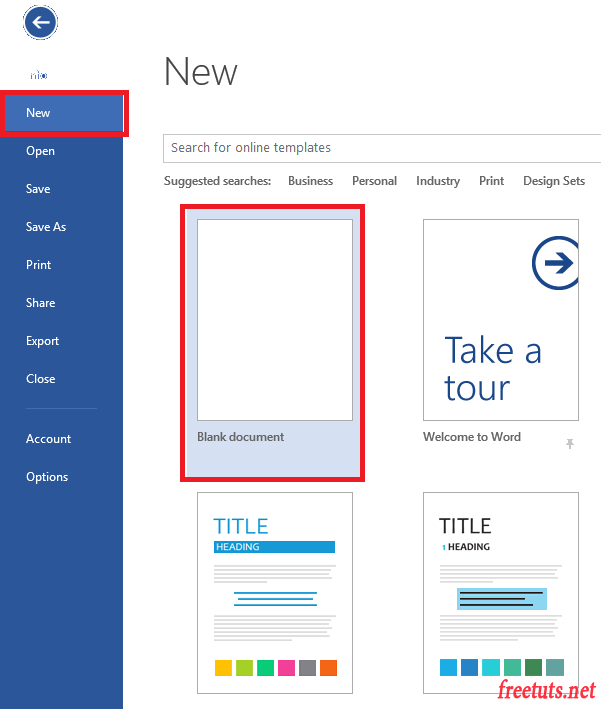 New
New
Open
Save
Save As
Print
Share
Export
Close
Account
Options
Search for online templates
Suggested searches: Business Personal Industry Print Design Sets
Take a
tour
Blank document
Welcome to Word
TITLE
HEADING
TITLE
1 HEADING
freetuts.net